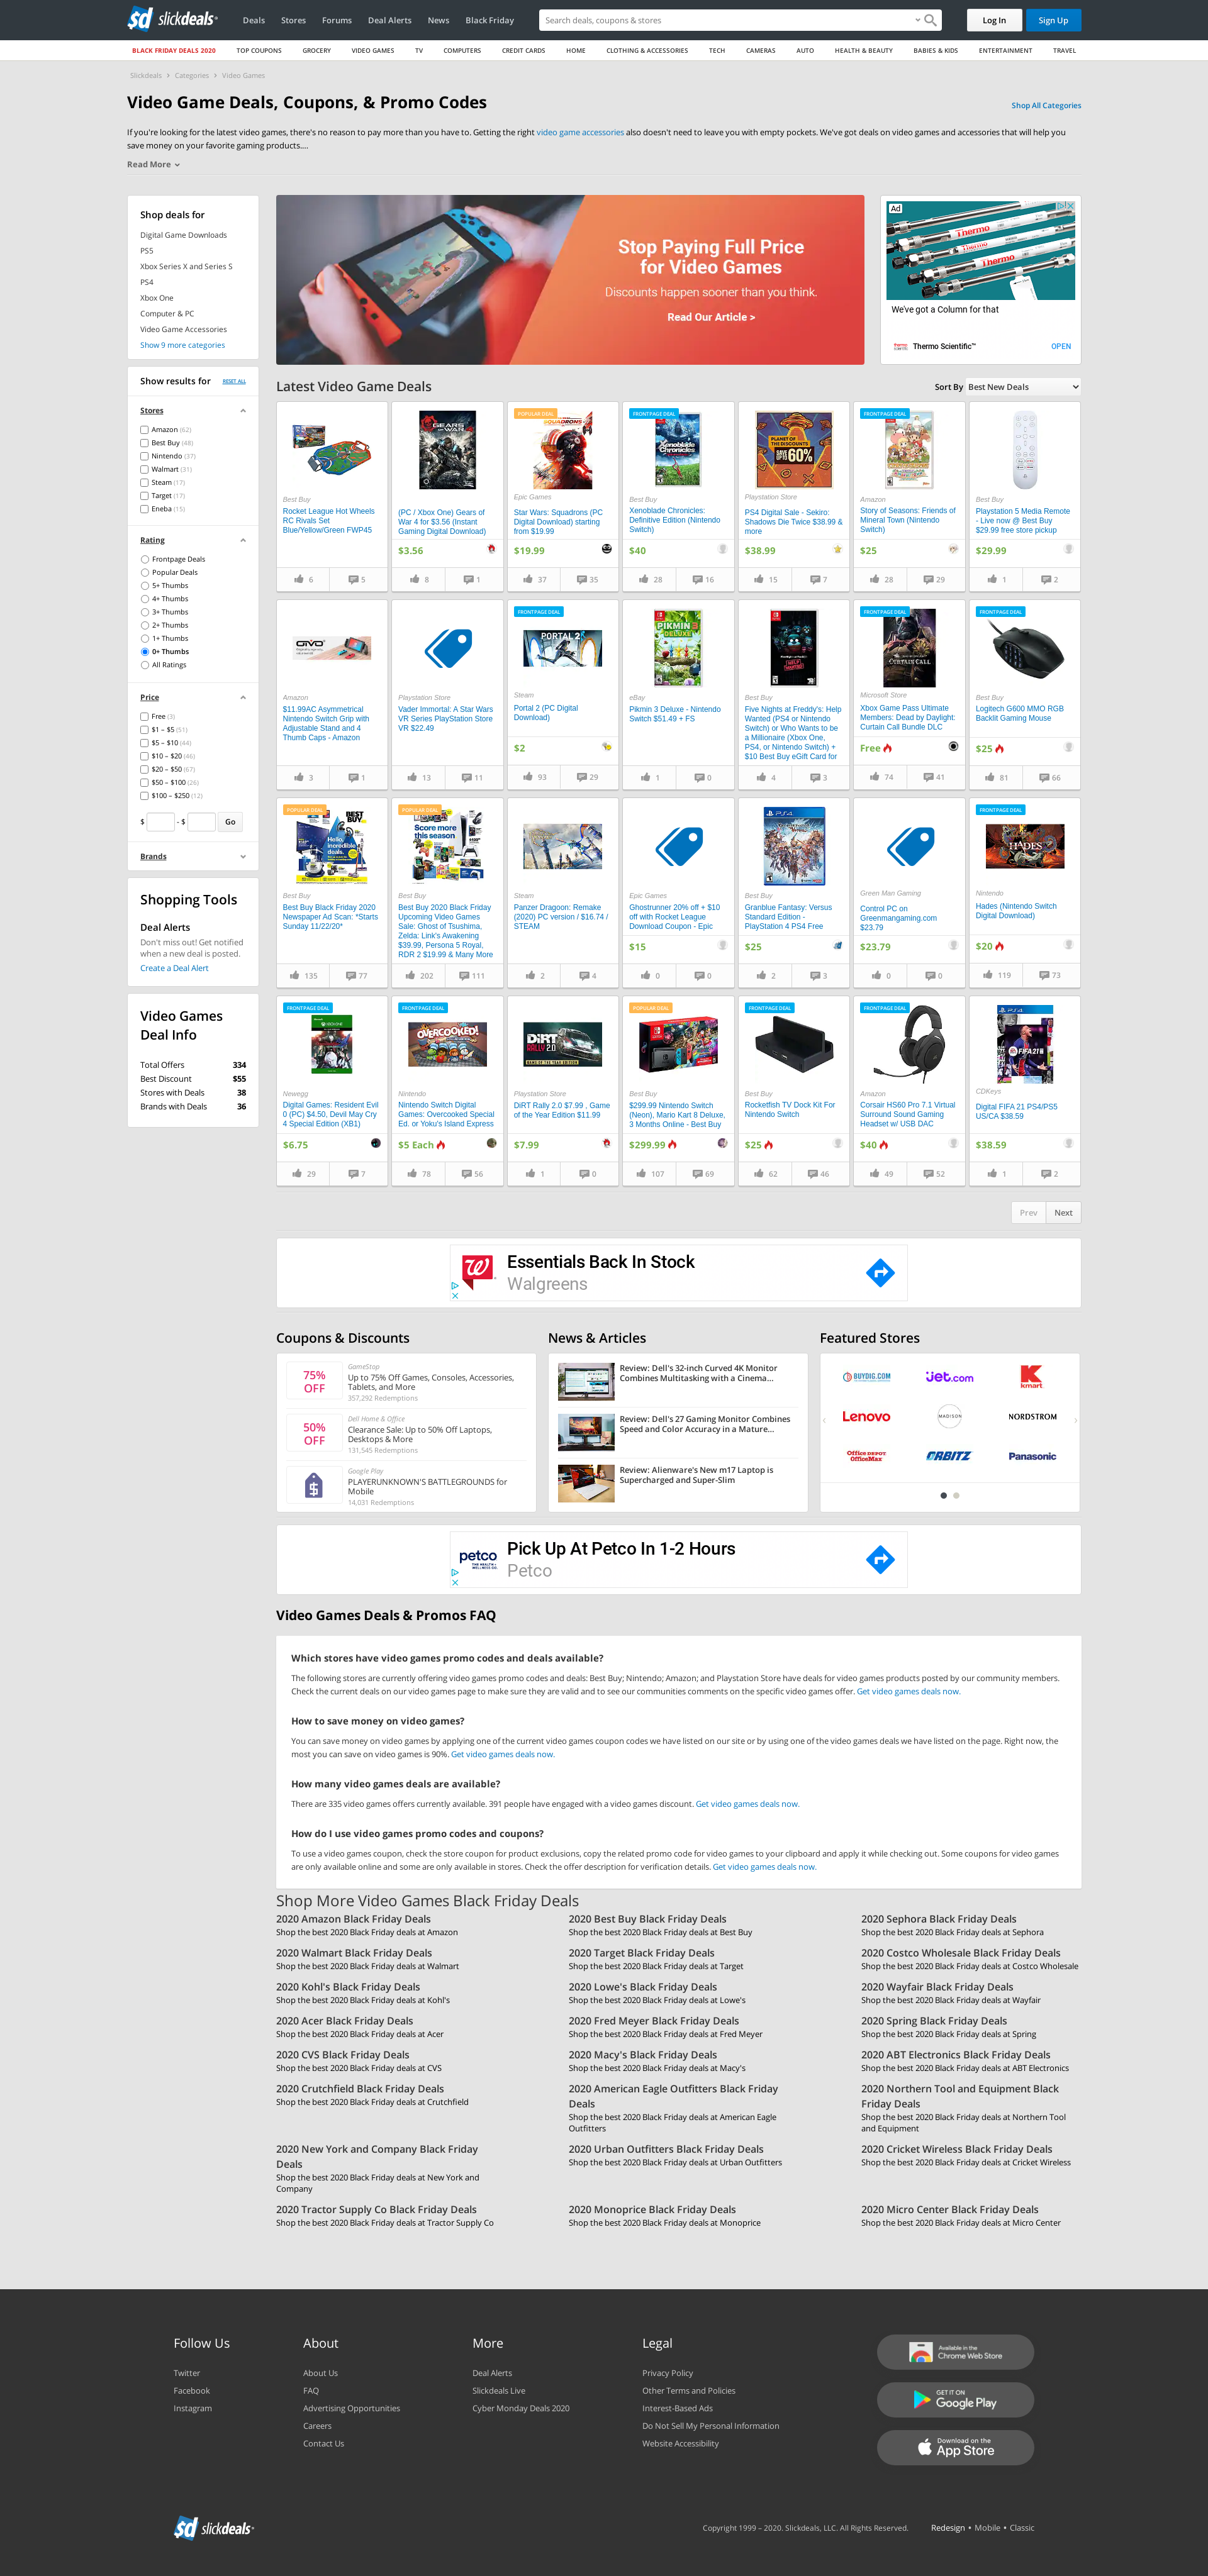 sd slickdeals
Deals
Stores
Forums
Deal Alerts
News
Black Friday
Search deals, coupons & stores
Log In
Sign Up
BLACK FRIDAY DEALS 2020
TOP COUPONS
GROCERY
VIDEO GAMES
TV
COMPUTERS
CREDIT CARDS
HOME
CLOTHING & ACCESSORIES
TECH
CAMERAS
AUTO
HEALTH & BEAUTY
BABIES & KIDS
ENTERTAINMENT
TRAVEL
Slickdeals > Categories > Video Games
Video Game Deals, Coupons, & Promo Codes
Shop All Categories
If you're looking for the latest video games, there's no reason to pay more than you have to. Getting the right video game accessories also doesn't need to leave you with empty pockets. We've got deals on video games and accessories that will help you
save money on your favorite gaming products....
Read More
Shop deals for
Digital Game Downloads
PS5
Xbox Series X and Series S
PS4
Xbox One
Computer & PC
Video Game Accessories
Show 9 more categories
Show results for
RESET ALL
Stores
Amazon (62)
Best Buy (48)
Nintendo (37)
Walmart (31)
Steam (17)
Target (17)
Eneba (15)
Rating
Frontpage Deals
Popular Deals
5+ Thumbs
4+ Thumbs
3+ Thumbs
2+ Thumbs
1+ Thumbs
0+ Thumbs
All Ratings
Price
Free (3)
$1 – $5 (51)
$5 – $10 (44)
$10 – $20 (46)
$20 – $50 (67)
$50 – $100 (26)
$100 – $250 (12)
$ - $ Go
Brands
Shopping Tools
Deal Alerts
Don't miss out! Get notified
when a new deal is posted.
Create a Deal Alert
Video Games
Deal Info
Total Offers 334
Best Discount $55
Stores with Deals 38
Brands with Deals 36
Stop Paying Full Price
for Video Games
Discounts happen sooner than you think.
Read Our Article >
Ad
Thermo
Thermo
Thermo
We've got a Column for that
Thermo Scientific™
OPEN
Latest Video Game Deals
Sort By Best New Deals
Best Buy
Rocket League Hot Wheels
RC Rivals Set
Blue/Yellow/Green FWP45
6 5
GEARS OF WAR
(PC / Xbox One) Gears of
War 4 for $3.56 (Instant
Gaming Digital Download)
$3.56
8 1
POPULAR DEAL
SQUADRONS
Epic Games
Star Wars: Squadrons (PC
Digital Download) starting
from $19.99
$19.99
37 35
FRONTPAGE DEAL
Xenoblade Chronicles
Best Buy
Xenoblade Chronicles:
Definitive Edition (Nintendo
Switch)
$40
28 16
PLANET OF THE DISCOUNTS
SAVE UP TO 60%
Playstation Store
PS4 Digital Sale - Sekiro:
Shadows Die Twice $38.99 &
more
$38.99
15 7
FRONTPAGE DEAL
Amazon
Story of Seasons: Friends of
Mineral Town (Nintendo
Switch)
$25
28 29
Best Buy
Playstation 5 Media Remote
- Live now @ Best Buy
$29.99 free store pickup
$29.99
1 2
OIVO
Amazon
$11.99AC Asymmetrical
Nintendo Switch Grip with
Adjustable Stand and 4
Thumb Caps - Amazon
3 1
Playstation Store
Vader Immortal: A Star Wars
VR Series PlayStation Store
VR $22.49
13 11
FRONTPAGE DEAL
PORTAL 2
Steam
Portal 2 (PC Digital
Download)
$2
93 29
PIKMIN 3 DELUXE
eBay
Pikmin 3 Deluxe - Nintendo
Switch $51.49 + FS
1 0
Best Buy
Five Nights at Freddy's: Help
Wanted (PS4 or Nintendo
Switch) or Who Wants to be
a Millionaire (Xbox One,
PS4, or Nintendo Switch) +
$10 Best Buy eGift Card for
4 3
FRONTPAGE DEAL
CURTAIN CALL
Microsoft Store
Xbox Game Pass Ultimate
Members: Dead by Daylight:
Curtain Call Bundle DLC
Free
74 41
FRONTPAGE DEAL
Best Buy
Logitech G600 MMO RGB
Backlit Gaming Mouse
$25
81 66
POPULAR DEAL
BEST BUY
Hello, incredible deals.
Best Buy
Best Buy Black Friday 2020
Newspaper Ad Scan: *Starts
Sunday 11/22/20*
135 77
POPULAR DEAL
Score more this season
Best Buy
Best Buy 2020 Black Friday
Upcoming Video Games
Sale: Ghost of Tsushima,
Zelda: Link's Awakening
$39.99, Persona 5 Royal,
RDR 2 $19.99 & Many More
202 111
Steam
Panzer Dragoon: Remake
(2020) PC version / $16.74 /
STEAM
2 4
Epic Games
Ghostrunner 20% off + $10
off with Rocket League
Download Coupon - Epic
$15
0 0
PS4
Best Buy
Granblue Fantasy: Versus
Standard Edition -
PlayStation 4 PS4 Free
$25
2 3
Green Man Gaming
Control PC on
Greenmangaming.com
$23.79
$23.79
0 0
FRONTPAGE DEAL
HADES
Nintendo
Hades (Nintendo Switch
Digital Download)
$20
119 73
FRONTPAGE DEAL
XBOX ONE
Newegg
Digital Games: Resident Evil
0 (PC) $4.50, Devil May Cry
4 Special Edition (XB1)
$6.75
29 7
FRONTPAGE DEAL
OVERCOOKED!
Nintendo
Nintendo Switch Digital
Games: Overcooked Special
Ed. or Yoku's Island Express
$5 Each
78 56
DiRT RALLY 2.0
GAME OF THE YEAR EDITION
Playstation Store
DiRT Rally 2.0 $7.99 , Game
of the Year Edition $11.99
$7.99
1 0
POPULAR DEAL
Best Buy
$299.99 Nintendo Switch
(Neon), Mario Kart 8 Deluxe,
3 Months Online - Best Buy
$299.99
107 69
FRONTPAGE DEAL
Best Buy
Rocketfish TV Dock Kit For
Nintendo Switch
$25
62 46
FRONTPAGE DEAL
Amazon
Corsair HS60 Pro 7.1 Virtual
Surround Sound Gaming
Headset w/ USB DAC
$40
49 52
PS4
FIFA 21
CDKeys
Digital FIFA 21 PS4/PS5
US/CA $38.59
$38.59
1 2
Prev
Next
Essentials Back In Stock
Walgreens
Coupons & Discounts
75% OFF
GameStop
Up to 75% Off Games, Consoles, Accessories,
Tablets, and More
357,292 Redemptions
50% OFF
Dell Home & Office
Clearance Sale: Up to 50% Off Laptops,
Desktops & More
131,545 Redemptions
Google Play
PLAYERUNKNOWN'S BATTLEGROUNDS for
Mobile
14,031 Redemptions
News & Articles
Review: Dell's 32-inch Curved 4K Monitor
Combines Multitasking with a Cinema...
Review: Dell's 27 Gaming Monitor Combines
Speed and Color Accuracy in a Mature...
Review: Alienware's New m17 Laptop is
Supercharged and Super-Slim
Featured Stores
BUYDIG.COM
jet.com
kmart
Lenovo
MADISON
NORDSTROM
Office DEPOT OfficeMax
ORBITZ
Panasonic
petco
THE HEALTH + WELLNESS CO.
Pick Up At Petco In 1-2 Hours
Petco
Video Games Deals & Promos FAQ
Which stores have video games promo codes and deals available?
The following stores are currently offering video games promo codes and deals: Best Buy; Nintendo; Amazon; and Playstation Store have deals for video games products posted by our community members.
Check the current deals on our video games page to make sure they are valid and to see our communities comments on the specific video games offer. Get video games deals now.
How to save money on video games?
You can save money on video games by applying one of the current video games coupon codes we have listed on our site or by using one of the video games deals we have listed on the page. Right now, the
most you can save on video games is 90%. Get video games deals now.
How many video games deals are available?
There are 335 video games offers currently available. 391 people have engaged with a video games discount. Get video games deals now.
How do I use video games promo codes and coupons?
To use a video games coupon, check the store coupon for product exclusions, copy the related promo code for video games to your clipboard and apply it while checking out. Some coupons for video games
are only available online and some are only available in stores. Check the offer description for verification details. Get video games deals now.
Shop More Video Games Black Friday Deals
2020 Amazon Black Friday Deals
Shop the best 2020 Black Friday deals at Amazon
2020 Best Buy Black Friday Deals
Shop the best 2020 Black Friday deals at Best Buy
2020 Sephora Black Friday Deals
Shop the best 2020 Black Friday deals at Sephora
2020 Walmart Black Friday Deals
Shop the best 2020 Black Friday deals at Walmart
2020 Target Black Friday Deals
Shop the best 2020 Black Friday deals at Target
2020 Costco Wholesale Black Friday Deals
Shop the best 2020 Black Friday deals at Costco Wholesale
2020 Kohl's Black Friday Deals
Shop the best 2020 Black Friday deals at Kohl's
2020 Lowe's Black Friday Deals
Shop the best 2020 Black Friday deals at Lowe's
2020 Wayfair Black Friday Deals
Shop the best 2020 Black Friday deals at Wayfair
2020 Acer Black Friday Deals
Shop the best 2020 Black Friday deals at Acer
2020 Fred Meyer Black Friday Deals
Shop the best 2020 Black Friday deals at Fred Meyer
2020 Spring Black Friday Deals
Shop the best 2020 Black Friday deals at Spring
2020 CVS Black Friday Deals
Shop the best 2020 Black Friday deals at CVS
2020 Macy's Black Friday Deals
Shop the best 2020 Black Friday deals at Macy's
2020 ABT Electronics Black Friday Deals
Shop the best 2020 Black Friday deals at ABT Electronics
2020 Crutchfield Black Friday Deals
Shop the best 2020 Black Friday deals at Crutchfield
2020 American Eagle Outfitters Black Friday
Deals
Shop the best 2020 Black Friday deals at American Eagle
Outfitters
2020 Northern Tool and Equipment Black
Friday Deals
Shop the best 2020 Black Friday deals at Northern Tool
and Equipment
2020 New York and Company Black Friday
Deals
Shop the best 2020 Black Friday deals at New York and
Company
2020 Urban Outfitters Black Friday Deals
Shop the best 2020 Black Friday deals at Urban Outfitters
2020 Cricket Wireless Black Friday Deals
Shop the best 2020 Black Friday deals at Cricket Wireless
2020 Tractor Supply Co Black Friday Deals
Shop the best 2020 Black Friday deals at Tractor Supply Co
2020 Monoprice Black Friday Deals
Shop the best 2020 Black Friday deals at Monoprice
2020 Micro Center Black Friday Deals
Shop the best 2020 Black Friday deals at Micro Center
Follow Us
Twitter
Facebook
Instagram
About
About Us
FAQ
Advertising Opportunities
Careers
Contact Us
More
Deal Alerts
Slickdeals Live
Cyber Monday Deals 2020
Legal
Privacy Policy
Other Terms and Policies
Interest-Based Ads
Do Not Sell My Personal Information
Website Accessibility
Available in the
Chrome Web Store
GET IT ON
Google Play
Download on the
App Store
sd slickdeals
Copyright 1999 – 2020. Slickdeals, LLC. All Rights Reserved.
Redesign • Mobile • Classic